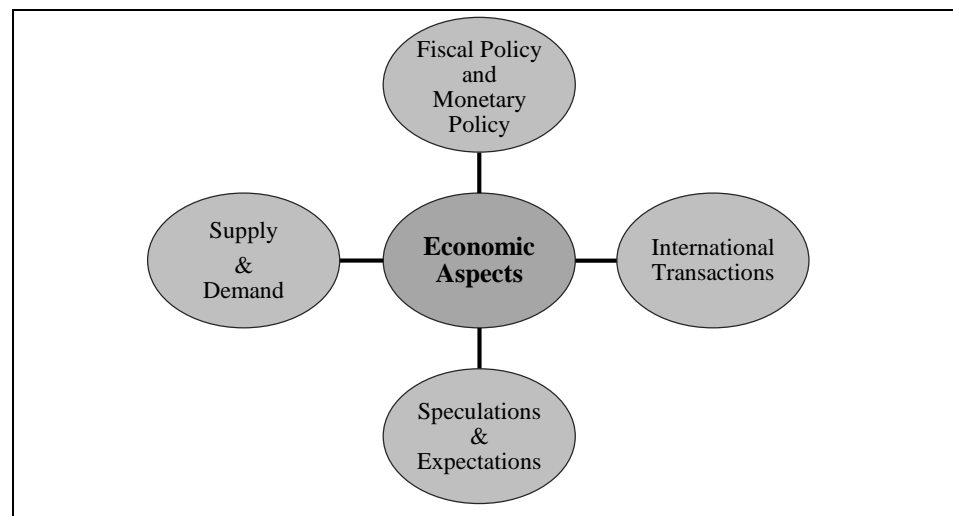 Fiscal Policy
and
Monetary
Policy
Supply
&
Demand
Economic
Aspects
International
Transactions
Speculations
&
Expectations